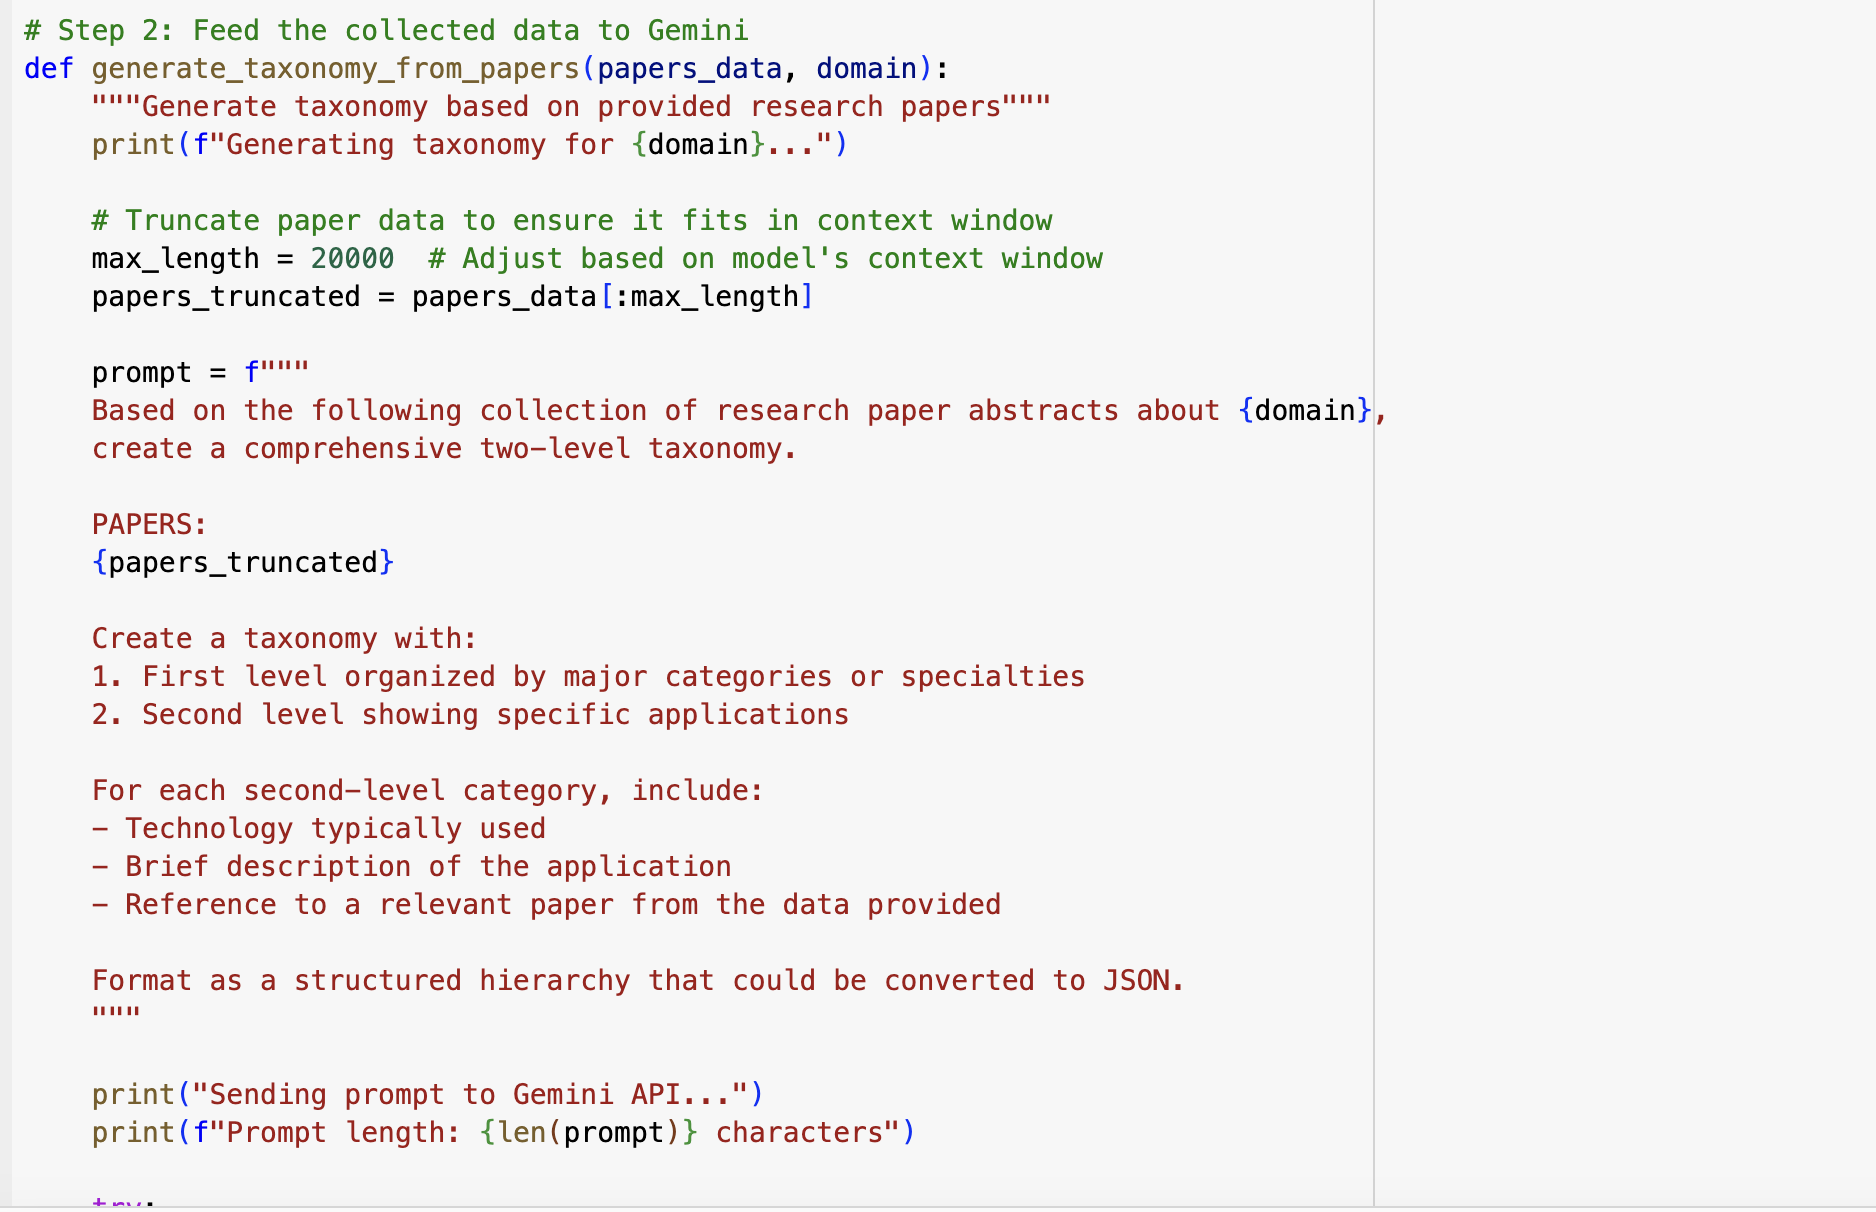 # Step 2: Feed the collected data to Gemini
def generate_taxonomy_from_papers(papers_data, domain):
    """Generate taxonomy based on provided research papers"""
    print(f"Generating taxonomy for {domain}...")

    # Truncate paper data to ensure it fits in context window
    max_length = 20000  # Adjust based on model's context window
    papers_truncated = papers_data[:max_length]

    prompt = f"""
    Based on the following collection of research paper abstracts about {domain},
    create a comprehensive two-level taxonomy.

    PAPERS:
    {papers_truncated}

    Create a taxonomy with:
    1. First level organized by major categories or specialties
    2. Second level showing specific applications

    For each second-level category, include:
    - Technology typically used
    - Brief description of the application
    - Reference to a relevant paper from the data provided

    Format as a structured hierarchy that could be converted to JSON.
    """

    print("Sending prompt to Gemini API...")
    print(f"Prompt length: {len(prompt)} characters")

    try: